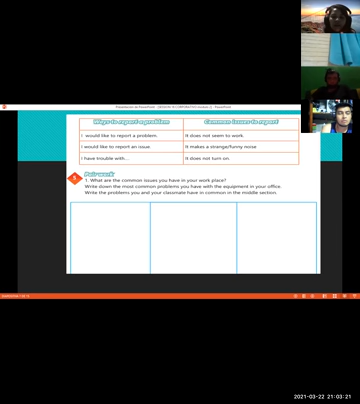 Ways to report a problem
Common issues to report
I would like to report a problem.
It does not seem to work
I would like to report an issue.
It makes a strange/funny noise
I have trouble with...
It does not turn on.
3
Pair work
1. What are the common issues you have in your work place?
Write down the most common problems you have with the equipment in your office.
Write the problems you and your classmate have in common in the middle section.
2021-03-22 21:03:21